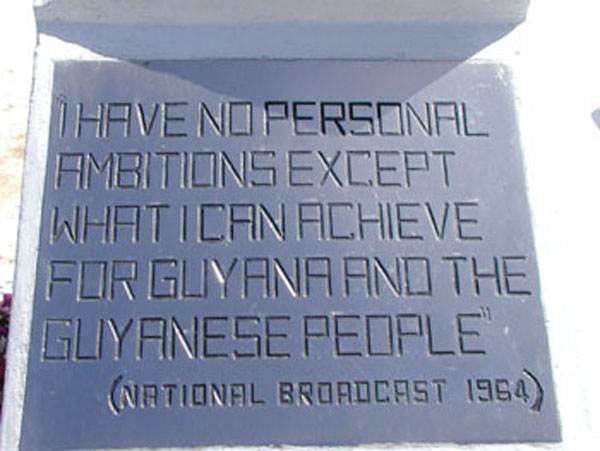 "I HAVE NO PERSONAL
AMBITIONS EXCEPT
WHAT I CAN ACHIEVE
FOR GUYANA AND THE
GUYANESE PEOPLE"
(NATIONAL BROADCAST 1964)